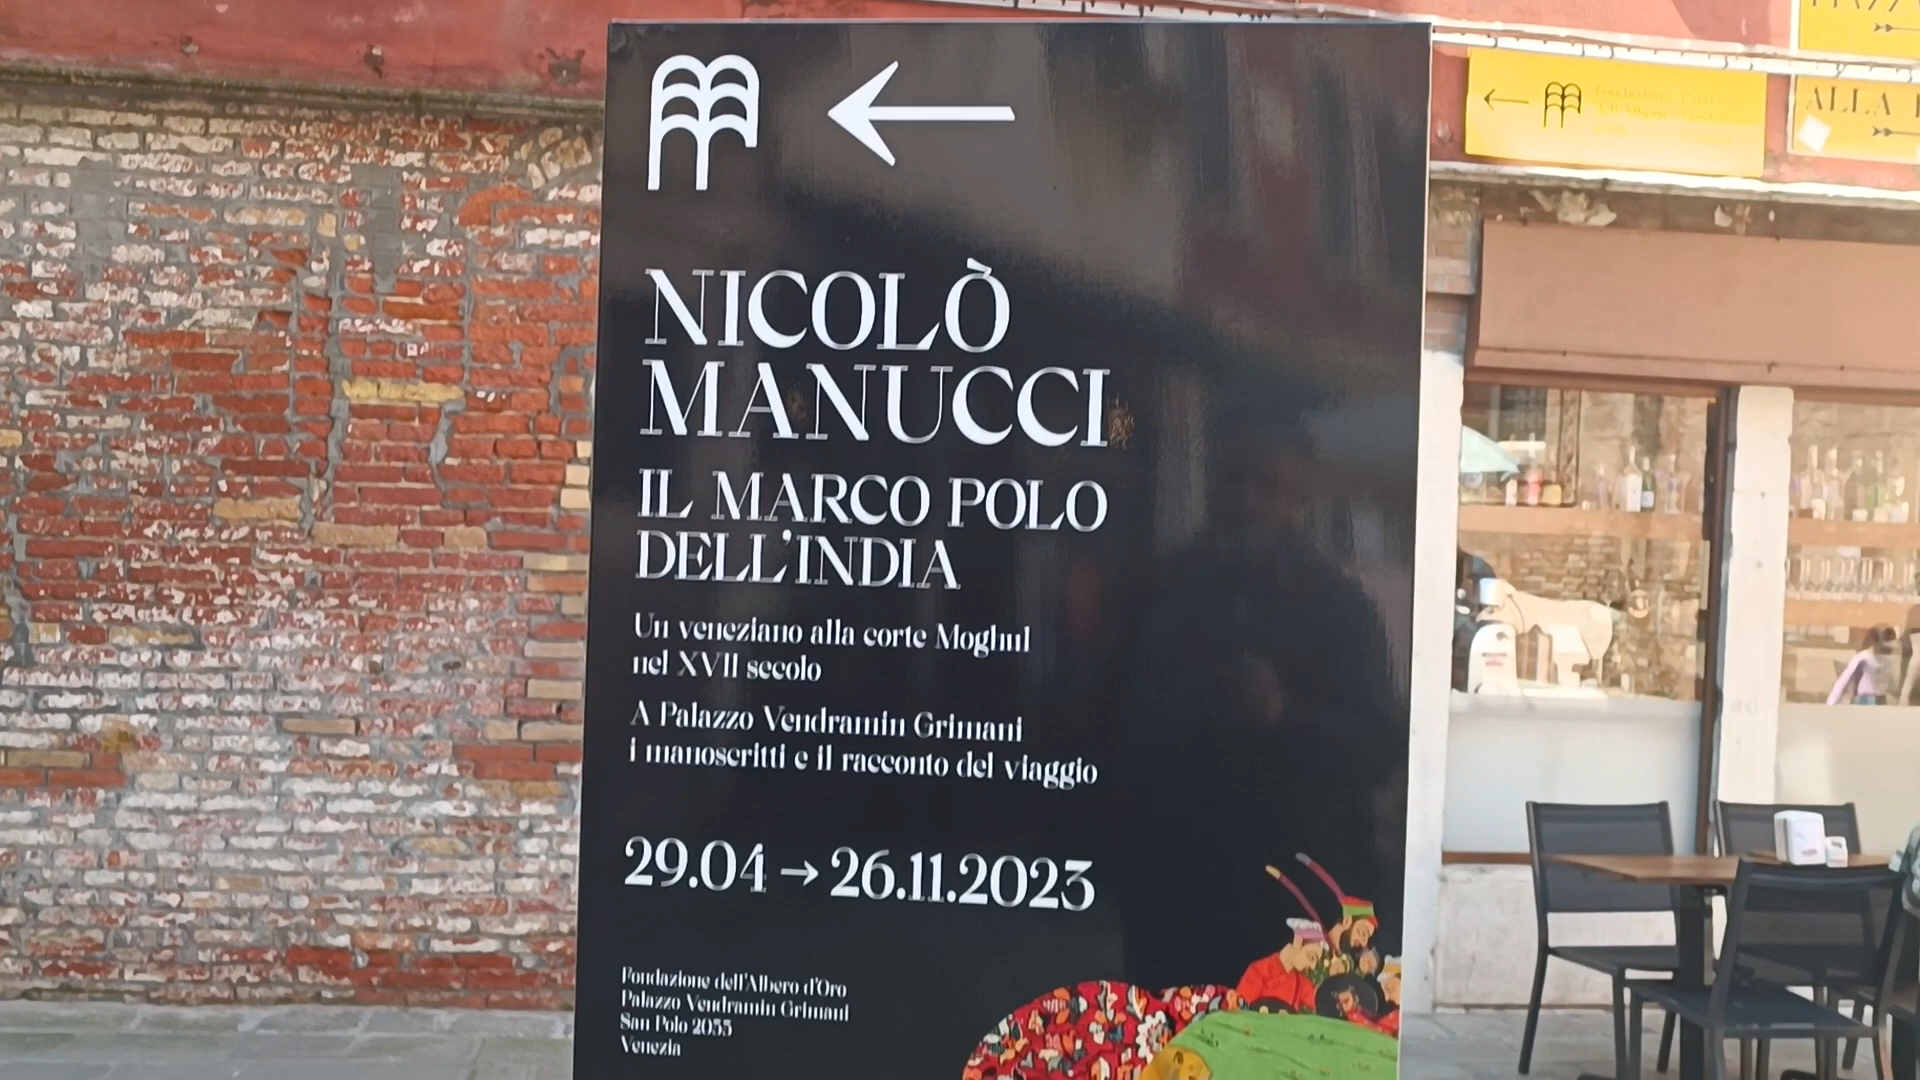 NICOLÒ
MANUCCI
IL MARCO POLO
DELL'INDIA
Un veneziano alla corte Moghul
nel XVII secolo
A Palazzo Vendramin Grimani
i manoscritti e il racconto del viaggio
29.04 → 26.11.2023
Fondazione dell'Albero d'Oro
Palazzo Vendramin Grimani
San Polo 2033
Venezia
Fondazione Palazzo
ALLA